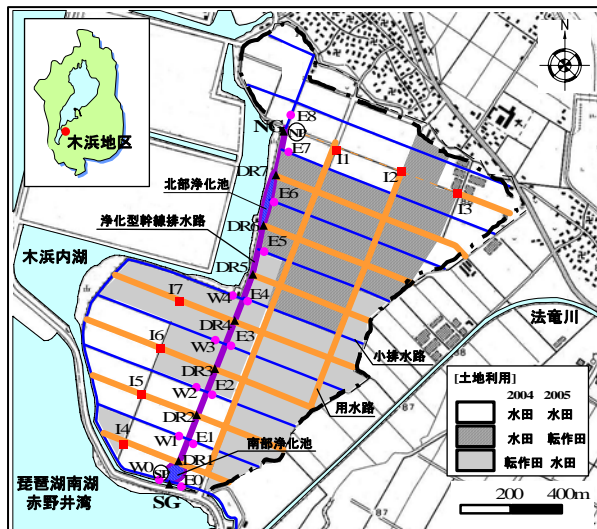 木浜地区
N
NG
NP
E8
E7
I1
I2
I3
DR7
E6
北部浄化池
DR6
浄化型幹線排水路
E5
木浜内湖
DR5
I7
W4
E4
法竜川
DR4
I6
W3
E3
小排水路
DR3
I5
W2
E2
用水路
DR2
87
87
I4
W1
E1
南部浄化池
W0
DR1
SP
E0
SG
琵琶湖南湖
赤野井湾
[土地利用]
2004 2005
水田 水田
水田 転作田
転作田 水田
200 400m